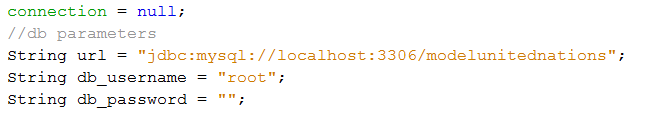 connection = null;
//db parameters
String url = "jdbc:mysql://localhost:3306/modelunitednations";
String db_username = "root";
String db_password = "";